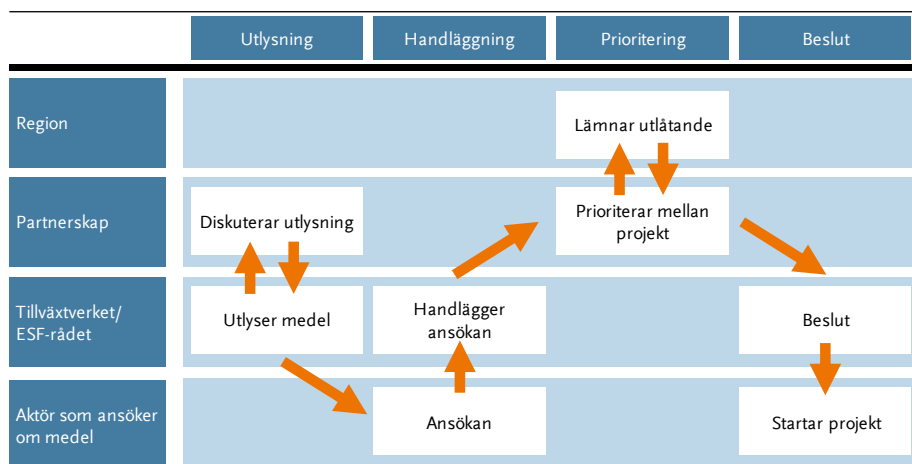 Utlysning
Handläggning
Prioritering
Beslut
Region
Lämnar utlåtande
Partnerskap
Diskuterar utlysning
Prioriterar mellan
projekt
Tillväxtverket/
ESF-rådet
Utlyser medel
Handlägger
ansökan
Beslut
Aktör som ansöker
om medel
Ansökan
Startar projekt